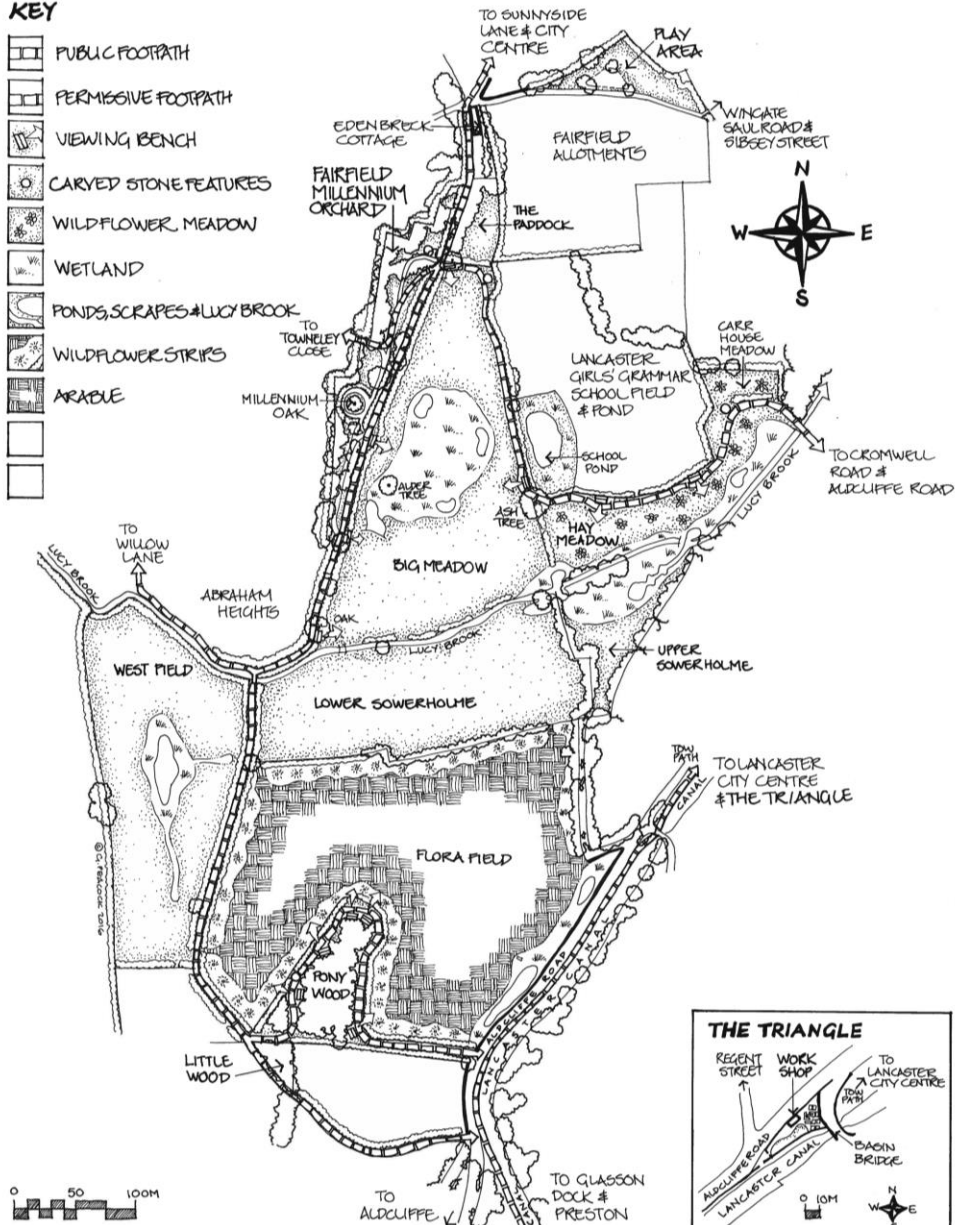 KEY
PUBLIC FOOTPATH
PERMISSIVE FOOTPATH
VIEWING BENCH
CARVED STONE FEATURES
WILDFLOWER MEADOW
WETLAND
PONDS, SCRAPES & LUCY BROOK
WILDFLOWER STRIPS
ARABLE
TO SUNNYSIDE
LANE & CITY
CENTRE
PLAY
AREA
EDENBRECK
COTTAGE
FAIRFIELD
ALLOTMENTS
WINGATE
SAUL ROAD &
SIBSEY STREET
FAIRFIELD
MILLENNIUM
ORCHARD
THE
PADDOCK
N
W
E
S
TO
TOWNELEY
CLOSE
LANCASTER
GIRLS' GRAMMAR
SCHOOL FIELD
& POND
CARR
HOUSE
MEADOW
MILLENNIUM
OAK
SCHOOL
POND
ALDER
TREE
TO CROMWELL
ROAD &
ALDCLIFFE ROAD
LUCY BROOK
ASH
TREE
HAY
MEADOW
TO
WILLOW
LANE
LUCY BROOK
BIG MEADOW
ABRAHAM
HEIGHTS
OAK
LUCY BROOK
UPPER
SOWERHOLME
WEST FIELD
LOWER SOWERHOLME
TOW
PATH
CANAL
TO LANCASTER
CITY CENTRE
& THE TRIANGLE
FLORA FIELD
PONY
WOOD
ALDCLIFFE ROAD
LANCASTER CANAL
LITTLE
WOOD
TO
ALDCLIFFE
CANAL
TO GLASSON
DOCK &
PRESTON
0 50 100M
THE TRIANGLE
REGENT
STREET
WORK
SHOP
TO
LANCASTER
CITY CENTRE
TOW
PATH
ALDCLIFFE ROAD
LANCASTER CANAL
BASIN
BRIDGE
0 10M
N
W
E